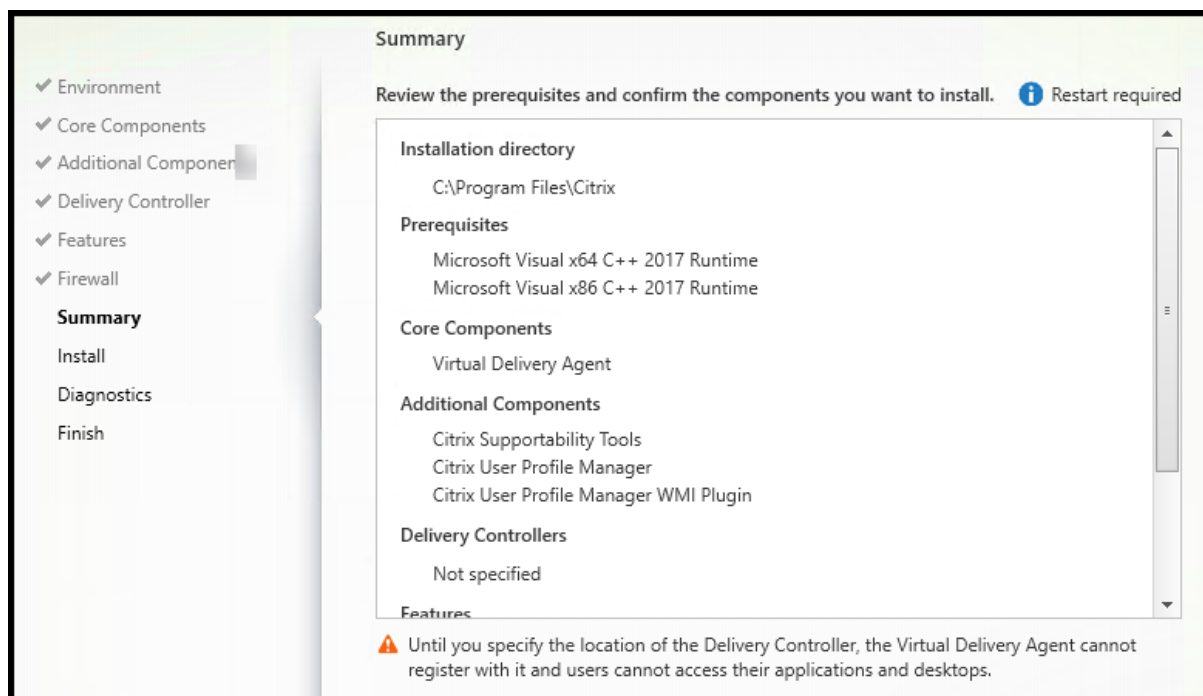 Summary
Environment
Core Components
Additional Componen
Delivery Controller
Features
Firewall
Summary
Install
Diagnostics
Finish
Review the prerequisites and confirm the components you want to install.
Restart required
Installation directory
C:\Program Files\Citrix
Prerequisites
Microsoft Visual x64 C++ 2017 Runtime
Microsoft Visual x86 C++ 2017 Runtime
Core Components
Virtual Delivery Agent
Additional Components
Citrix Supportability Tools
Citrix User Profile Manager
Citrix User Profile Manager WMI Plugin
Delivery Controllers
Not specified
Features
Until you specify the location of the Delivery Controller, the Virtual Delivery Agent cannot
register with it and users cannot access their applications and desktops.